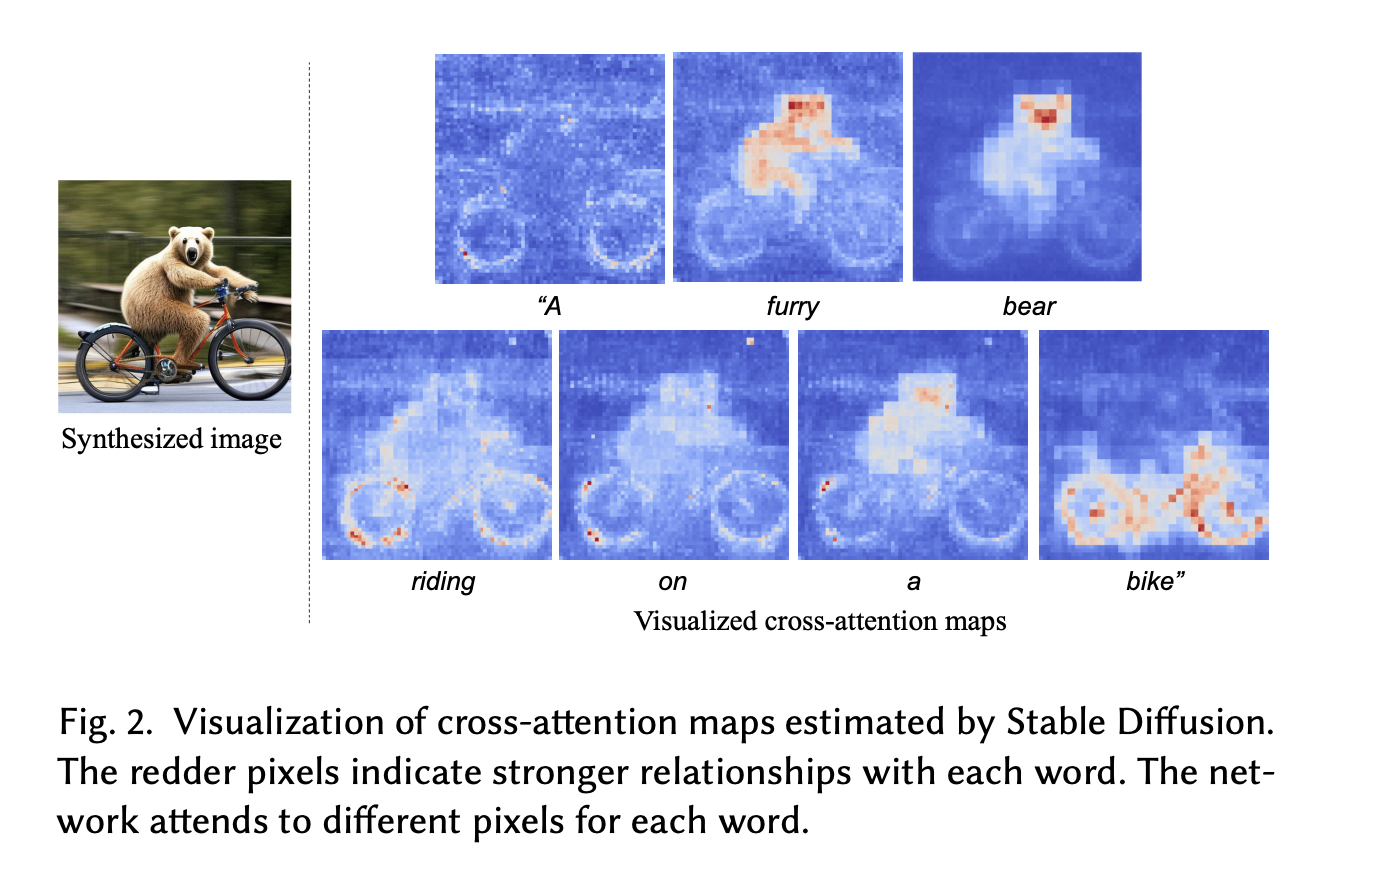 “A
furry
bear
Synthesized image
riding
on
a
bike”
Visualized cross-attention maps
Fig. 2. Visualization of cross-attention maps estimated by Stable Diffusion.
The redder pixels indicate stronger relationships with each word. The net-
work attends to different pixels for each word.